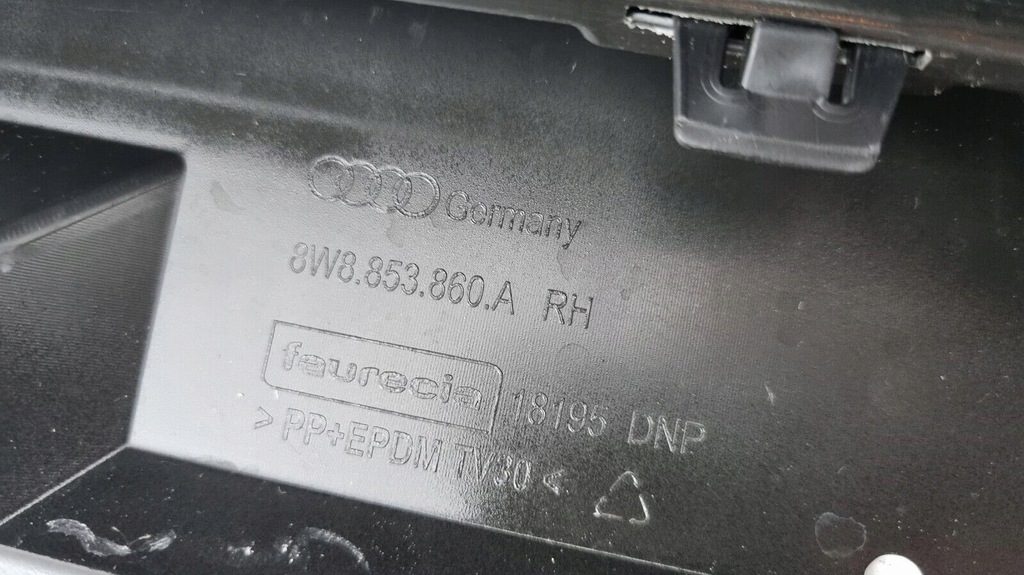 Germany
8W8.853.860.A RH
faurecia 18195 DNP
>PP+EPDM TV30<